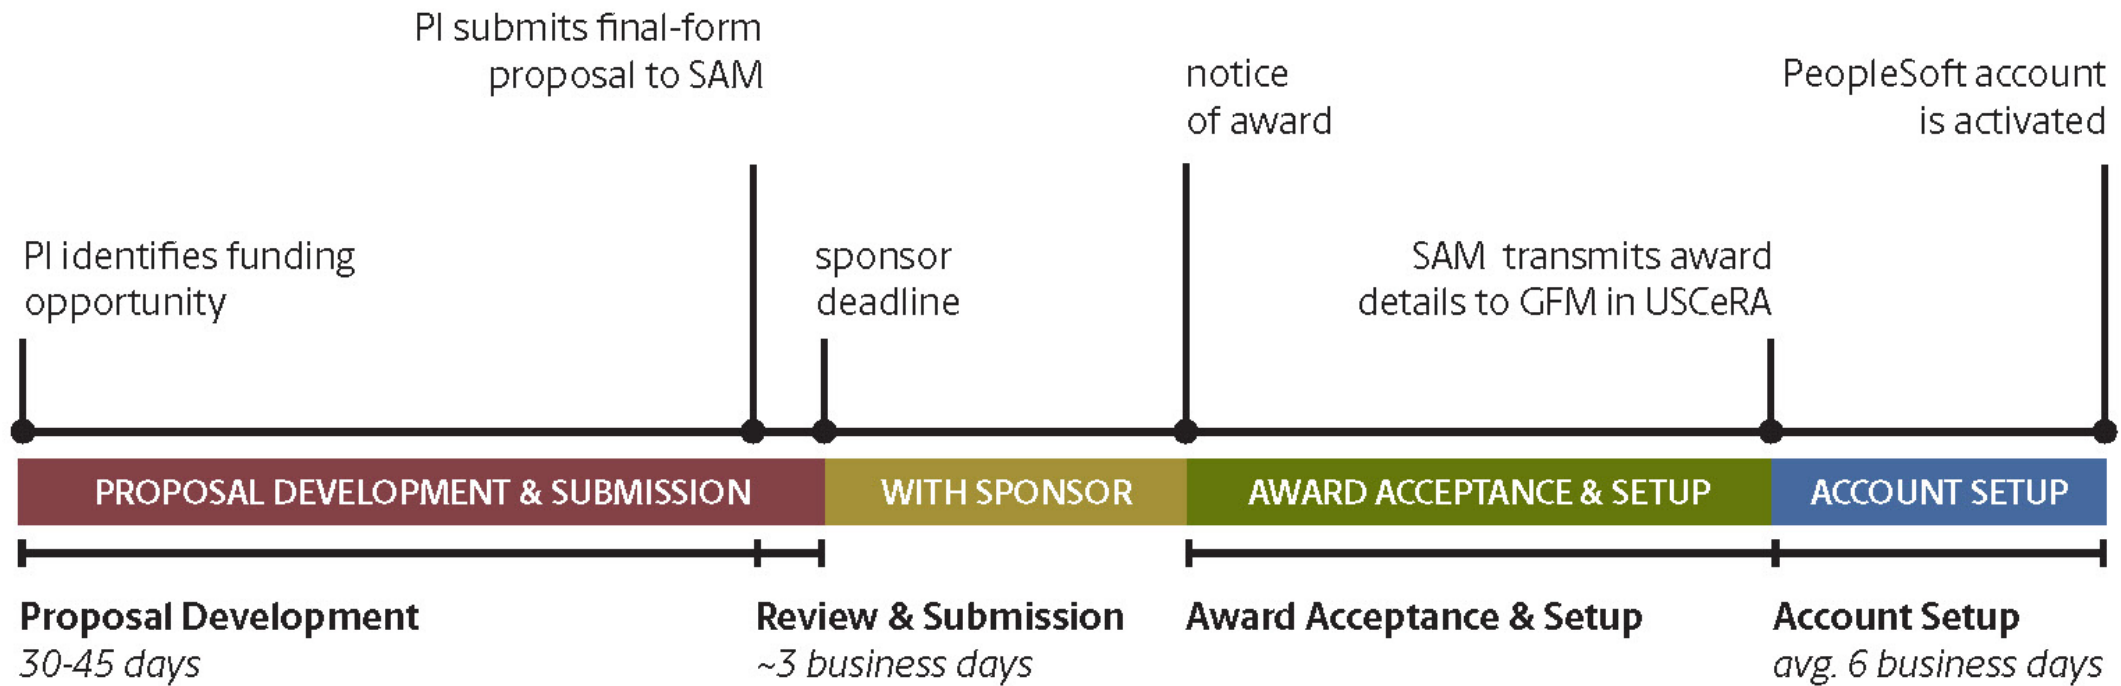 PI submits final-form
proposal to SAM
notice
of award
PeopleSoft account
is activated
PI identifies funding
opportunity
sponsor
deadline
SAM transmits award
details to GFM in USCeRA
PROPOSAL DEVELOPMENT & SUBMISSION
WITH SPONSOR
AWARD ACCEPTANCE & SETUP
ACCOUNT SETUP
Proposal Development
30-45 days
Review & Submission
~3 business days
Award Acceptance & Setup
Account Setup
avg. 6 business days